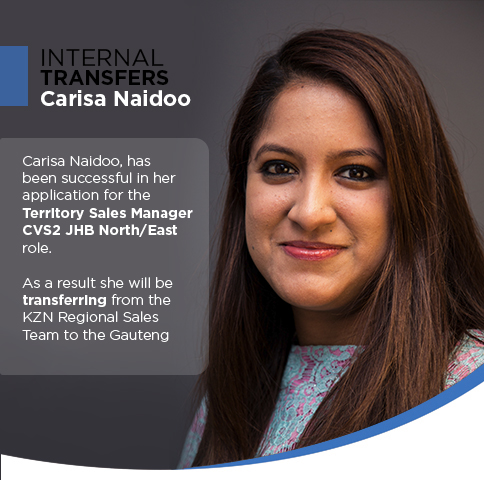 INTERNAL
TRANSFERS
Carisa Naidoo
Carisa Naidoo, has
been successful in her
application for the
Territory Sales Manager
CVS2 JHB North/East
role.
As a result she will be
transferring from the
KZN Regional Sales
Team to the Gauteng